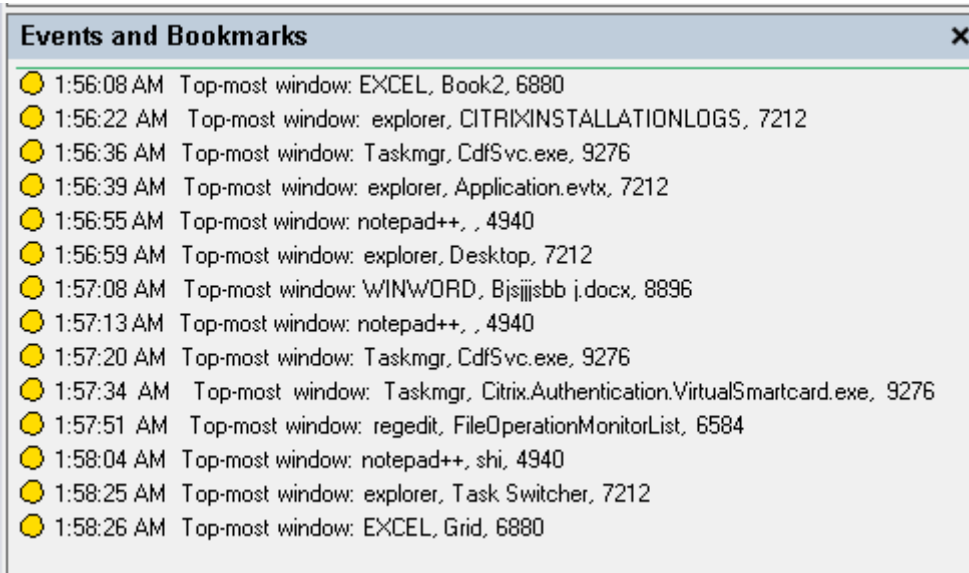 Events and Bookmarks
1:56:08 AM Top-most window: EXCEL, Book2, 6880
1:56:22 AM Top-most window: explorer, CITRIXINSTALLATIONLOGS, 7212
1:56:36 AM Top-most window: Taskmgr, CdfSvc.exe, 9276
1:56:39 AM Top-most window: explorer, Application.evtx, 7212
1:56:55 AM Top-most window: notepad++, , 4940
1:56:59 AM Top-most window: explorer, Desktop, 7212
1:57:08 AM Top-most window: WINWORD, Bjsjjjsbb j.docx, 8896
1:57:13 AM Top-most window: notepad++, , 4940
1:57:20 AM Top-most window: Taskmgr, CdfSvc.exe, 9276
1:57:34 AM Top-most window: Taskmgr, Citrix.Authentication.VirtualSmartcard.exe, 9276
1:57:51 AM Top-most window: regedit, FileOperationMonitorList, 6584
1:58:04 AM Top-most window: notepad++, shi, 4940
1:58:25 AM Top-most window: explorer, Task Switcher, 7212
1:58:26 AM Top-most window: EXCEL, Grid, 6880